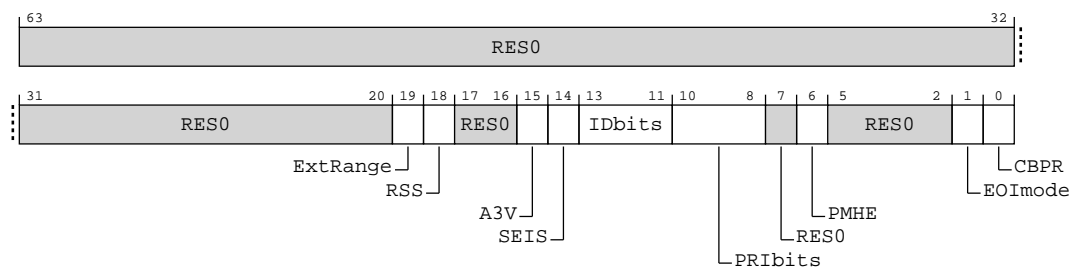 63 32
RES0
31 20 19 18 17 16 15 14 13 11 10 8 7 6 5 2 1 0
RES0 RES0 IDbits RES0
ExtRange CBPR
RSS EOImode
A3V PMHE
SEIS RES0
PRIbits